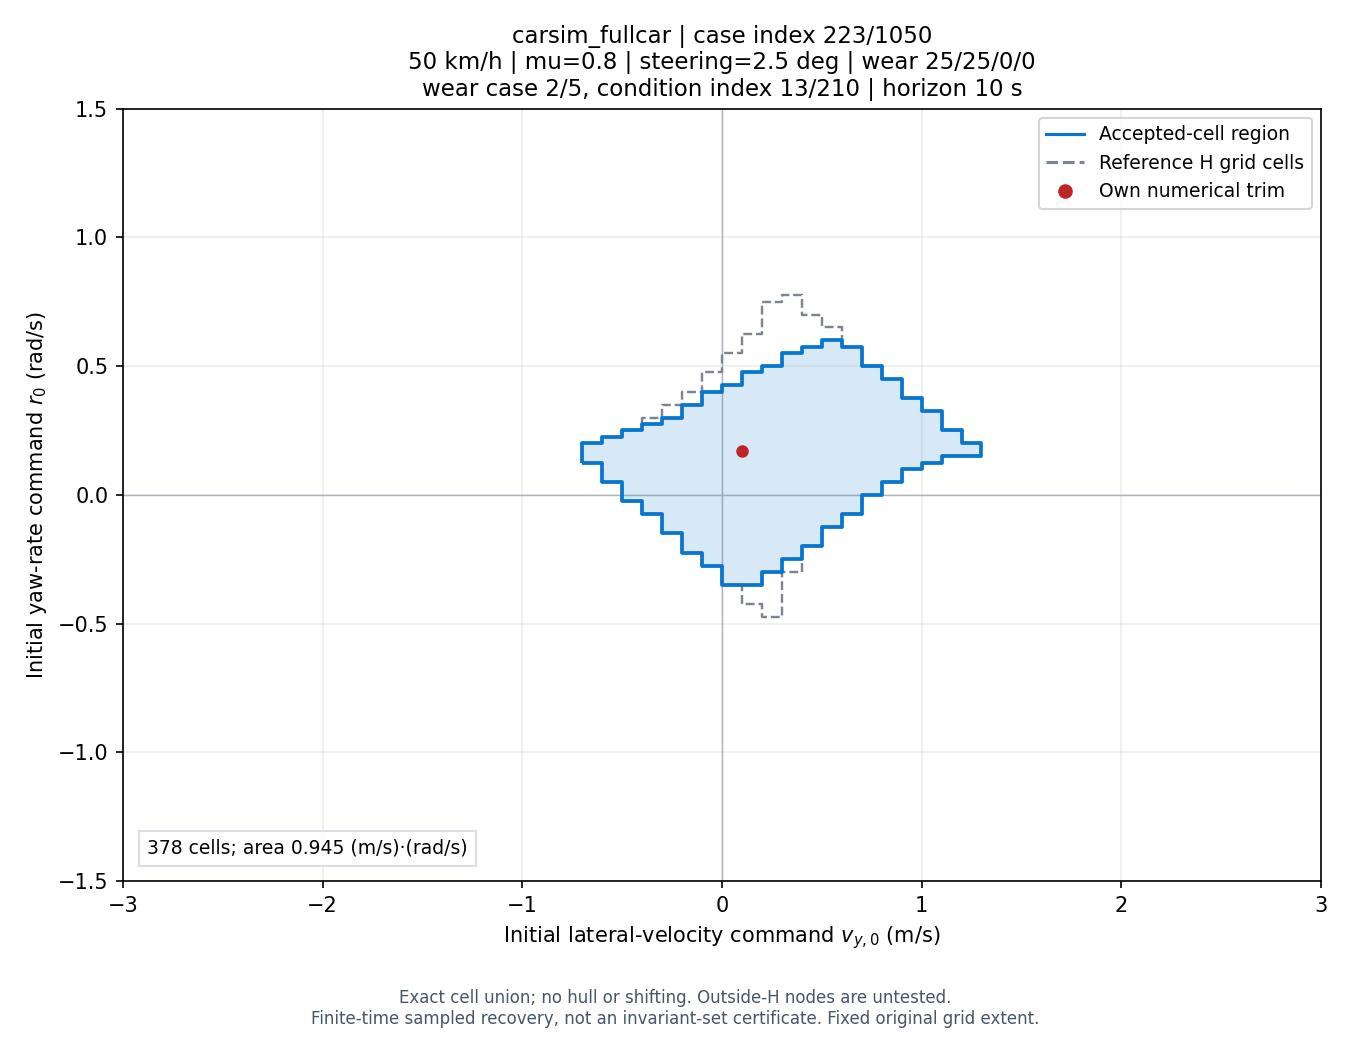 carsim_fullcar | case index 223/1050
50 km/h | mu=0.8 | steering=2.5 deg | wear 25/25/0/0
wear case 2/5, condition index 13/210 | horizon 10 s
Accepted-cell region
Reference H grid cells
Own numerical trim
1.5
1.0
0.5
0.0
−0.5
−1.0
−1.5
Initial yaw-rate command r0 (rad/s)
378 cells; area 0.945 (m/s)·(rad/s)
−3
−2
−1
0
1
2
3
Initial lateral-velocity command vy,0 (m/s)
Exact cell union; no hull or shifting. Outside-H nodes are untested.
Finite-time sampled recovery, not an invariant-set certificate. Fixed original grid extent.